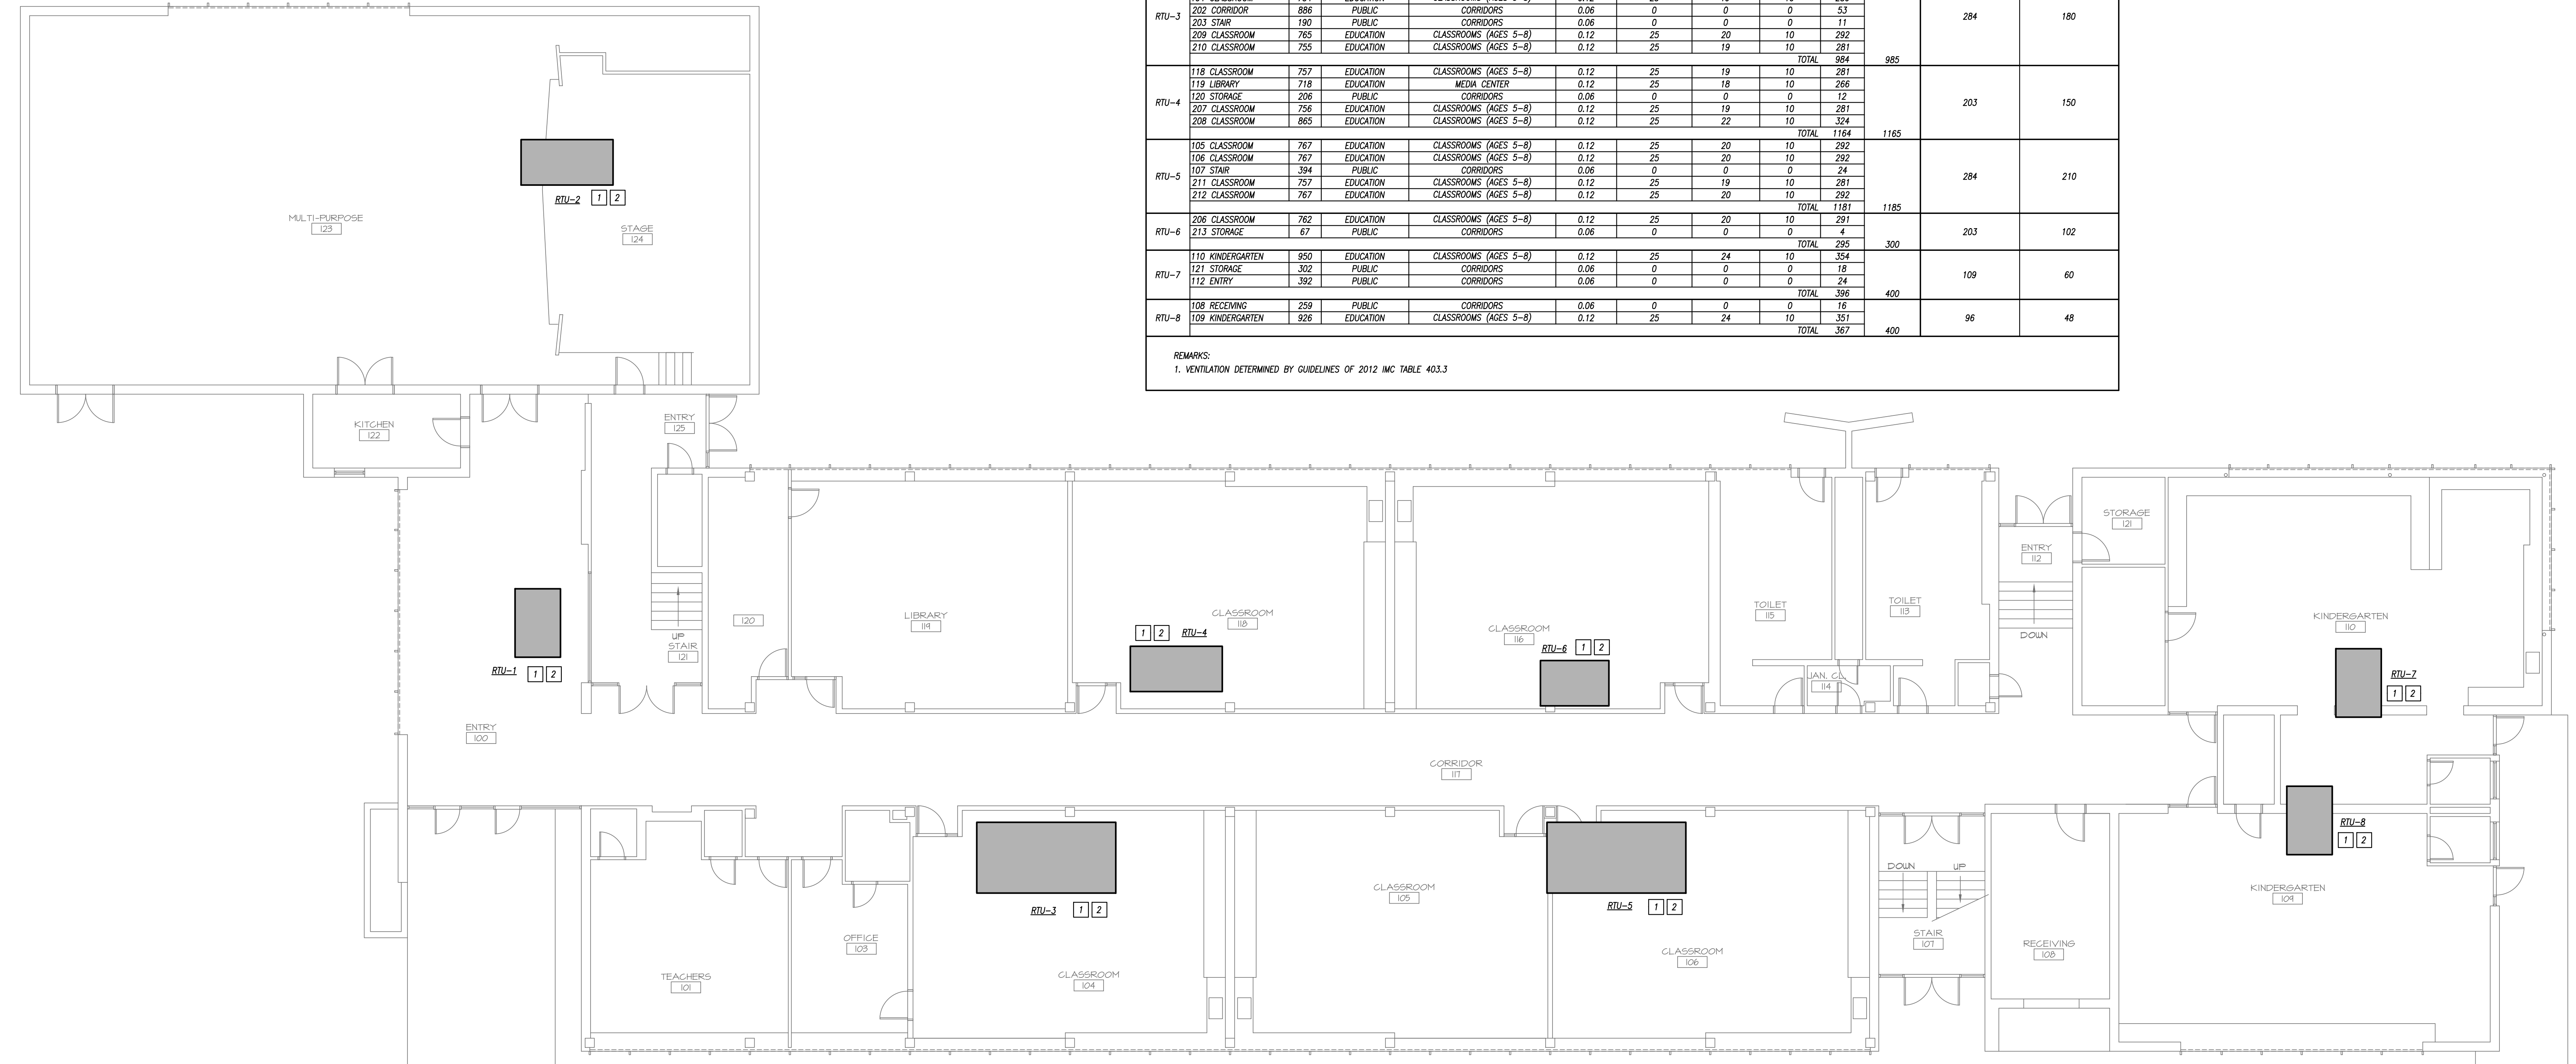 RTU-3
202 CORRIDOR 886 PUBLIC CORRIDORS 0.06 0 0 0 53 284 180
203 STAIR 190 PUBLIC CORRIDORS 0.06 0 0 0 11
209 CLASSROOM 765 EDUCATION CLASSROOMS (AGES 5-8) 0.12 25 20 10 292
210 CLASSROOM 755 EDUCATION CLASSROOMS (AGES 5-8) 0.12 25 19 10 281
TOTAL 984 985
118 CLASSROOM 757 EDUCATION CLASSROOMS (AGES 5-8) 0.12 25 19 10 281
119 LIBRARY 718 EDUCATION MEDIA CENTER 0.12 25 18 10 266
RTU-4 120 STORAGE 206 PUBLIC CORRIDORS 0.06 0 0 0 12 203 150
207 CLASSROOM 756 EDUCATION CLASSROOMS (AGES 5-8) 0.12 25 19 10 281
208 CLASSROOM 865 EDUCATION CLASSROOMS (AGES 5-8) 0.12 25 22 10 324
TOTAL 1164 1165
105 CLASSROOM 767 EDUCATION CLASSROOMS (AGES 5-8) 0.12 25 20 10 292
106 CLASSROOM 767 EDUCATION CLASSROOMS (AGES 5-8) 0.12 25 20 10 292
RTU-5 107 STAIR 394 PUBLIC CORRIDORS 0.06 0 0 0 24 284 210
211 CLASSROOM 757 EDUCATION CLASSROOMS (AGES 5-8) 0.12 25 19 10 281
212 CLASSROOM 767 EDUCATION CLASSROOMS (AGES 5-8) 0.12 25 20 10 292
TOTAL 1181 1185
206 CLASSROOM 762 EDUCATION CLASSROOMS (AGES 5-8) 0.12 25 20 10 291
RTU-6 213 STORAGE 67 PUBLIC CORRIDORS 0.06 0 0 0 4 203 102
TOTAL 295 300
110 KINDERGARTEN 950 EDUCATION CLASSROOMS (AGES 5-8) 0.12 25 24 10 354
RTU-7 121 STORAGE 302 PUBLIC CORRIDORS 0.06 0 0 0 18 109 60
112 ENTRY 392 PUBLIC CORRIDORS 0.06 0 0 0 24
TOTAL 396 400
108 RECEIVING 259 PUBLIC CORRIDORS 0.06 0 0 0 16
RTU-8 109 KINDERGARTEN 926 EDUCATION CLASSROOMS (AGES 5-8) 0.12 25 24 10 351 96 48
TOTAL 367 400
REMARKS:
1. VENTILATION DETERMINED BY GUIDELINES OF 2012 IMC TABLE 403.3
MULTI-PURPOSE
123
RTU-2 1 2
STAGE
124
KITCHEN
122
ENTRY
125
STORAGE
121
ENTRY
112
DOWN
LIBRARY
119
CLASSROOM
118
CLASSROOM
116
TOILET
115
TOILET
113
KINDERGARTEN
110
120
UP
STAIR
121
1 2 RTU-4
RTU-6 1 2
JAN. CL.
114
RTU-1 1 2
RTU-7
1 2
ENTRY
100
CORRIDOR
117
RTU-8
1 2
RTU-3 1 2
RTU-5 1 2
CLASSROOM
105
DOWN UP
KINDERGARTEN
109
OFFICE
103
STAIR
107
RECEIVING
108
TEACHERS
101
CLASSROOM
104
CLASSROOM
106